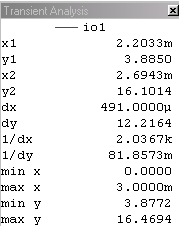 Transient Analysis
io1
x1 2.2033m
y1 3.8850
x2 2.6943m
y2 16.1014
dx 491.0000µ
dy 12.2164
1/dx 2.0367k
1/dy 81.8573m
min x 0.0000
max x 3.0000m
min y 3.8772
max y 16.4694